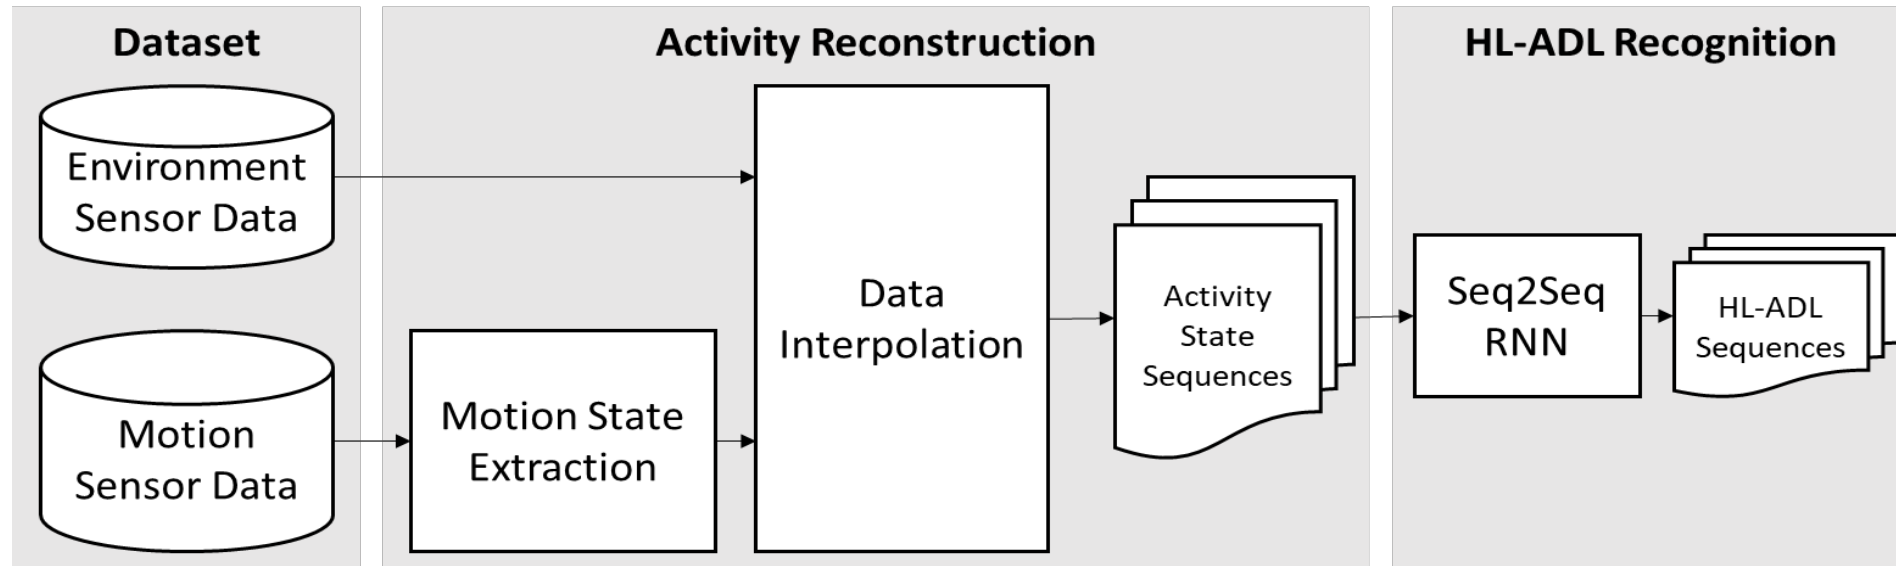 Dataset
Activity Reconstruction
HL-ADL Recognition
Environment
Sensor Data
Motion
Sensor Data
Motion State
Extraction
Data
Interpolation
Activity
State
Sequences
Seq2Seq
RNN
HL-ADL
Sequences